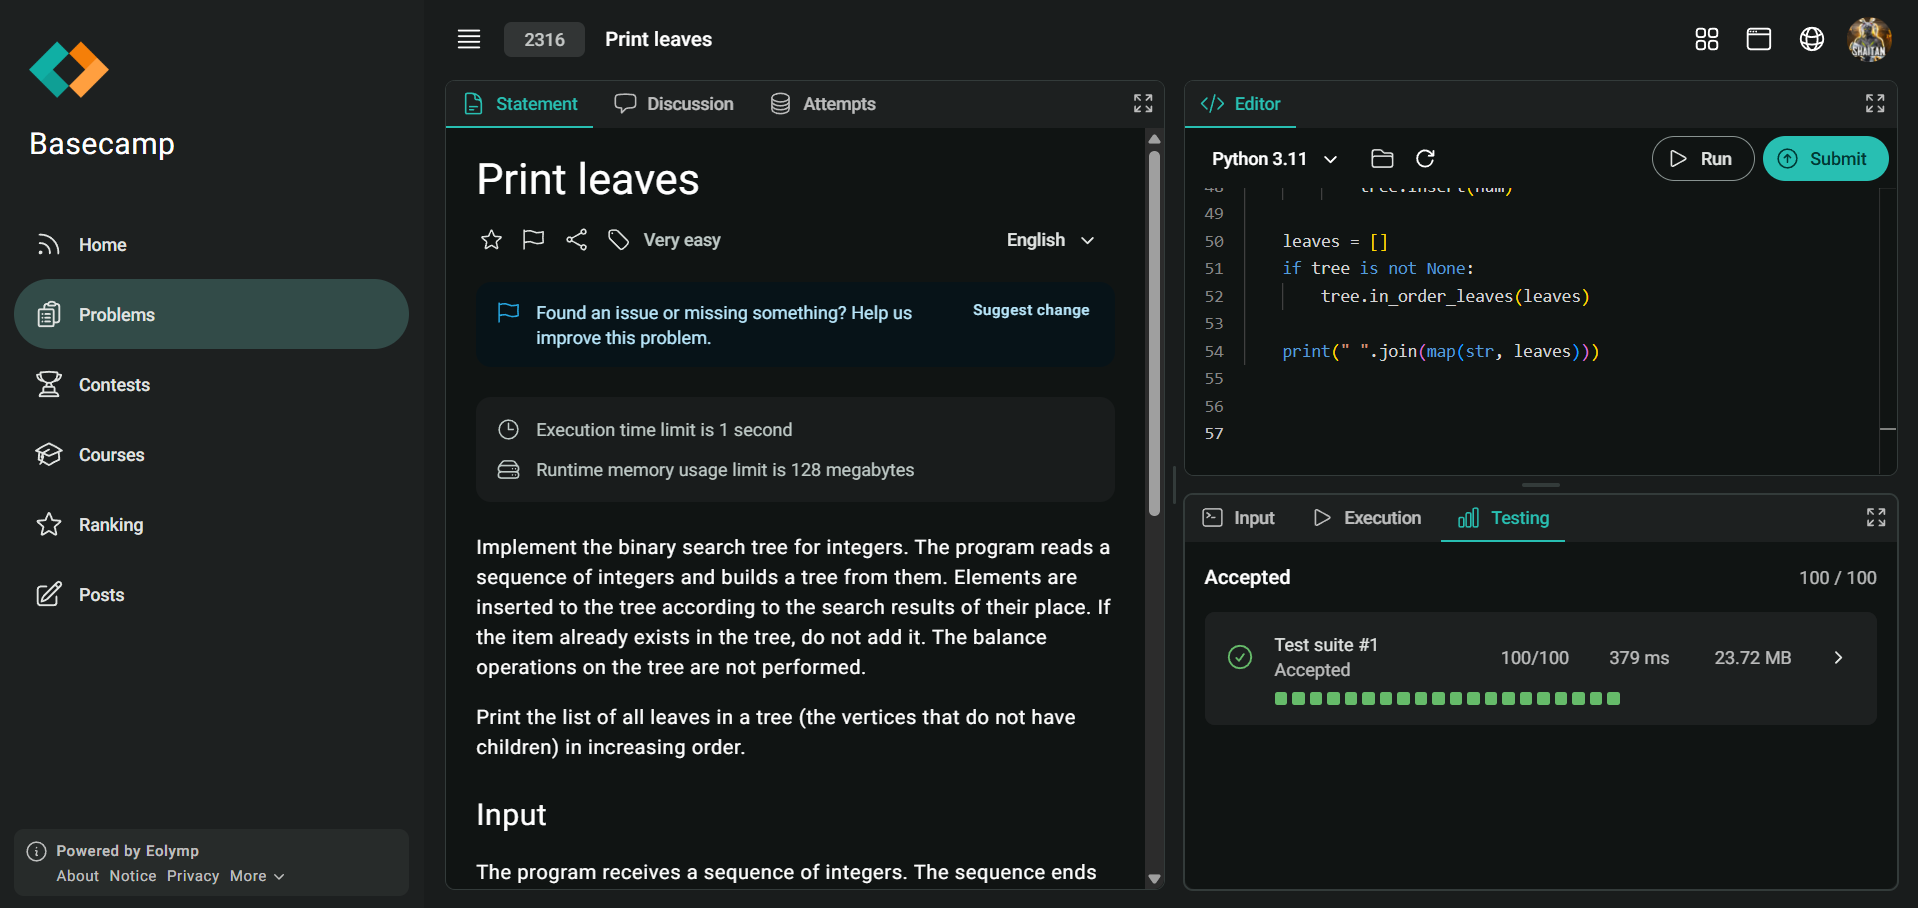 Basecamp
Home
Problems
Contests
Courses
Ranking
Posts
Powered by Eolymp
About Notice Privacy More
2316 Print leaves
SHAITAN
Statement Discussion Attempts
Print leaves
Very easy English
Found an issue or missing something? Help us
improve this problem.
Suggest change
Execution time limit is 1 second
Runtime memory usage limit is 128 megabytes
Implement the binary search tree for integers. The program reads a
sequence of integers and builds a tree from them. Elements are
inserted to the tree according to the search results of their place. If
the item already exists in the tree, do not add it. The balance
operations on the tree are not performed.
Print the list of all leaves in a tree (the vertices that do not have
children) in increasing order.
Input
The program receives a sequence of integers. The sequence ends
Editor
Python 3.11 Run Submit
48 tree.insert(num)
49
50 leaves = []
51 if tree is not None:
52 tree.in_order_leaves(leaves)
53
54 print(" ".join(map(str, leaves)))
55
56
57
Input Execution Testing
Accepted 100 / 100
Test suite #1
Accepted
100/100 379 ms 23.72 MB